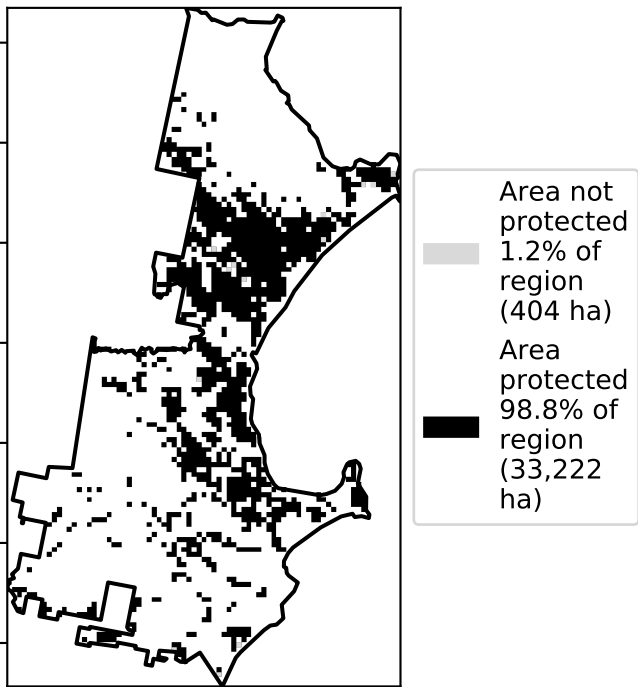 Area not
protected
1.2% of
region
(404 ha)
Area
protected
98.8% of
region
(33,222
ha)